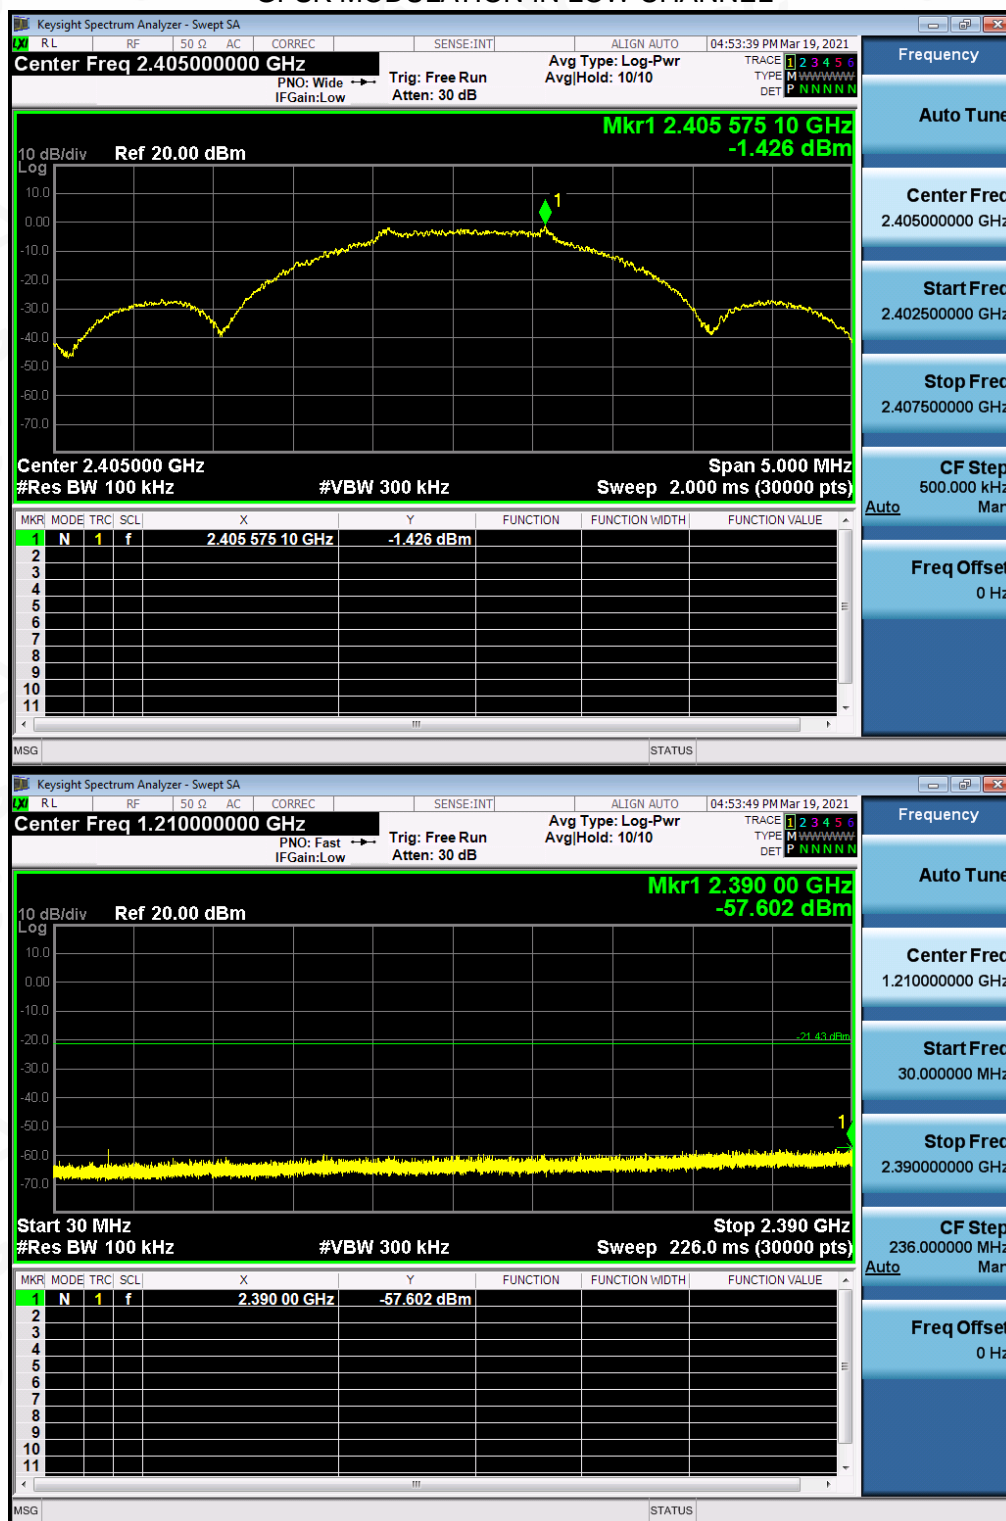 Keysight Spectrum Analyzer - Swept SA
LXI RL RF 50 Ω AC CORREC SENSE:INT ALIGN AUTO 04:53:39 PM Mar 19, 2021
Center Freq 2.405000000 GHz
PNO: Wide
IFGain:Low
Trig: Free Run
Atten: 30 dB
Avg Type: Log-Pwr
Avg|Hold: 10/10
TRACE 1 2 3 4 5 6
TYPE M WWWWW
DET P N N N N N
Frequency
Auto Tune
Mkr1 2.405 575 10 GHz
-1.426 dBm
10 dB/div Ref 20.00 dBm
Log
10.0
0.00
-10.0
-20.0
-30.0
-40.0
-50.0
-60.0
-70.0
1
Center Freq
2.405000000 GHz
Start Freq
2.402500000 GHz
Stop Freq
2.407500000 GHz
Center 2.405000 GHz Span 5.000 MHz
#Res BW 100 kHz #VBW 300 kHz Sweep 2.000 ms (30000 pts)
CF Step
500.000 kHz
Auto Man
MKR MODE TRC SCL X Y FUNCTION FUNCTION WIDTH FUNCTION VALUE
1 N 1 f 2.405 575 10 GHz -1.426 dBm
2
3
4
5
6
7
8
9
10
11
Freq Offset
0 Hz
MSG STATUS
Keysight Spectrum Analyzer - Swept SA
LXI RL RF 50 Ω AC CORREC SENSE:INT ALIGN AUTO 04:53:49 PM Mar 19, 2021
Center Freq 1.210000000 GHz
PNO: Fast
IFGain:Low
Trig: Free Run
Atten: 30 dB
Avg Type: Log-Pwr
Avg|Hold: 10/10
TRACE 1 2 3 4 5 6
TYPE M WWWWW
DET P N N N N N
Frequency
Auto Tune
Mkr1 2.390 00 GHz
-57.602 dBm
10 dB/div Ref 20.00 dBm
Log
10.0
0.00
-10.0
-20.0
-30.0
-40.0
-50.0
-60.0
-70.0
-21.43 dBm
1
Center Freq
1.210000000 GHz
Start Freq
30.000000 MHz
Stop Freq
2.390000000 GHz
Start 30 MHz Stop 2.390 GHz
#Res BW 100 kHz #VBW 300 kHz Sweep 226.0 ms (30000 pts)
CF Step
236.000000 MHz
Auto Man
MKR MODE TRC SCL X Y FUNCTION FUNCTION WIDTH FUNCTION VALUE
1 N 1 f 2.390 00 GHz -57.602 dBm
2
3
4
5
6
7
8
9
10
11
Freq Offset
0 Hz
MSG STATUS